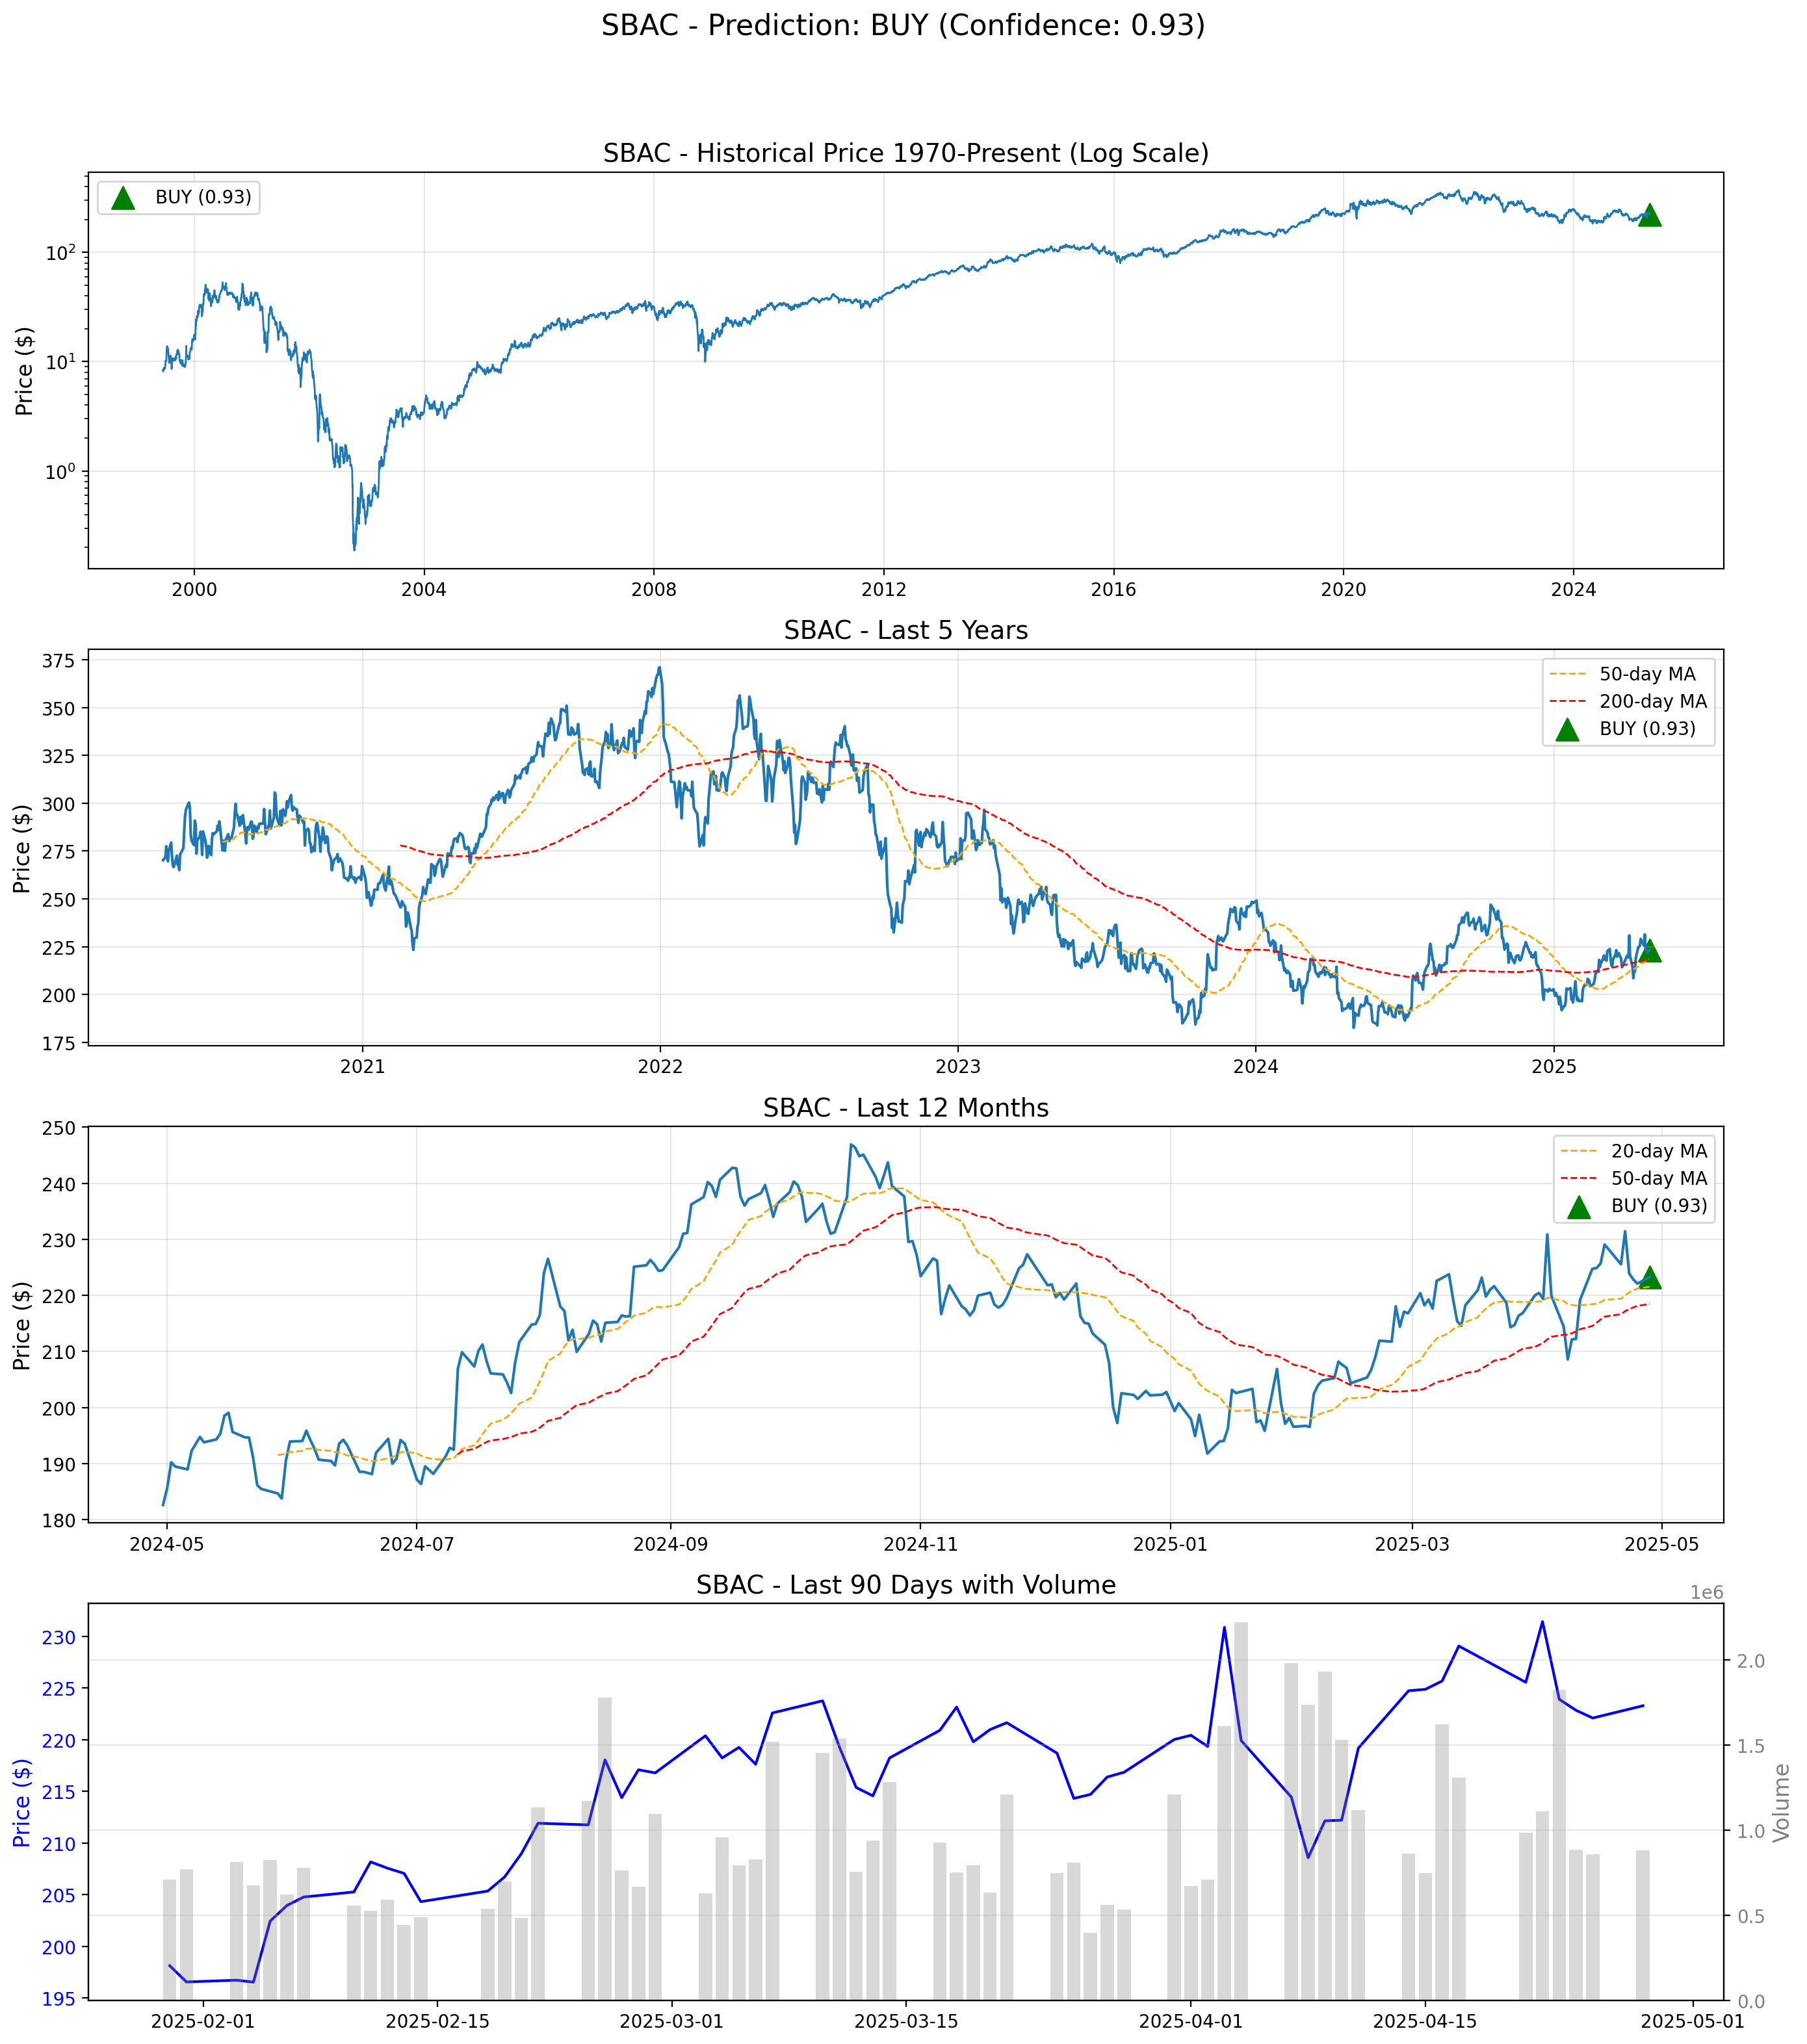 SBAC - Prediction: BUY (Confidence: 0.93)
SBAC - Historical Price 1970-Present (Log Scale)
BUY (0.93)
Price ($)
10²
10¹
10⁰
2000 2004 2008 2012 2016 2020 2024
SBAC - Last 5 Years
50-day MA
200-day MA
BUY (0.93)
Price ($)
375
350
325
300
275
250
225
200
175
2021 2022 2023 2024 2025
SBAC - Last 12 Months
20-day MA
50-day MA
BUY (0.93)
Price ($)
250
240
230
220
210
200
190
180
2024-05 2024-07 2024-09 2024-11 2025-01 2025-03 2025-05
SBAC - Last 90 Days with Volume
1e6
Price ($)
230
225
220
215
210
205
200
195
2.0
1.5
1.0
0.5
0.0
Volume
2025-02-01 2025-02-15 2025-03-01 2025-03-15 2025-04-01 2025-04-15 2025-05-01